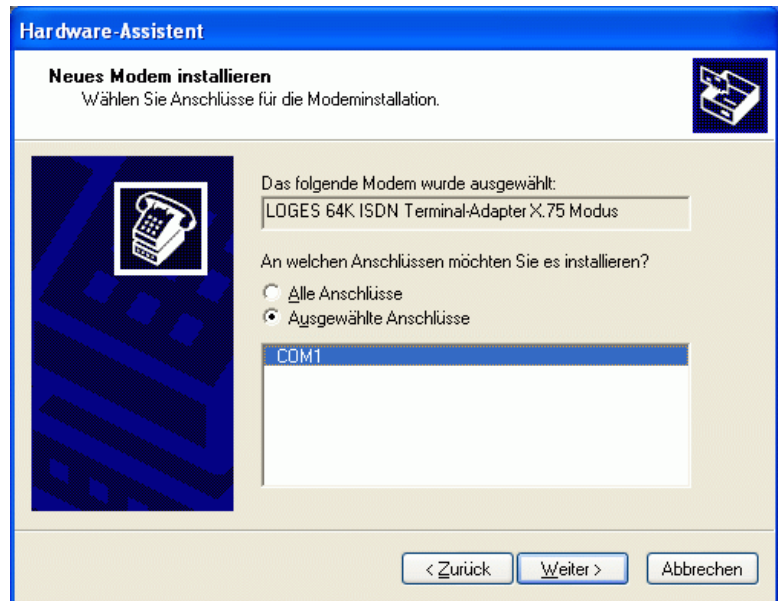 Hardware-Assistent
Neues Modem installieren
Wählen Sie Anschlüsse für die Modeminstallation.
Das folgende Modem wurde ausgewählt:
LOGES 64K ISDN Terminal-Adapter X.75 Modus
An welchen Anschlüssen möchten Sie es installieren?
Alle Anschlüsse
Ausgewählte Anschlüsse
COM1
< Zurück Weiter > Abbrechen